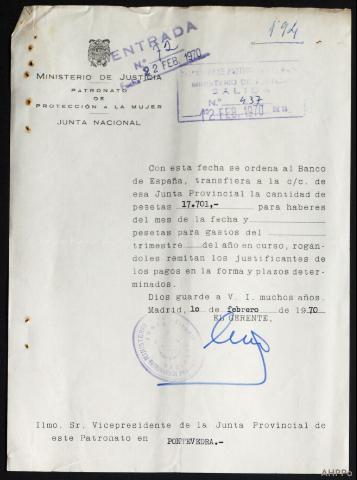 194
ENTRADA
N.º 72
22 FEB. 1970
MINISTERIO DE JUSTICIA
PATRONATO
DE
PROTECCIÓN A LA MUJER
JUNTA NACIONAL
SALIDA
N.º 437
12 FEB. 1970
Con esta fecha se ordena al Banco
de España, transfiera a la c/c. de
esa Junta Provincial la cantidad de
pesetas 17.701,- para haberes
del mes de la fecha y
pesetas para gastos del
trimestre del año en curso, rogán-
doles remitan los justificantes de
los pagos en la forma y plazos deter-
minados.
Dios guarde a V. I. muchos años.
Madrid, 10 de febrero de 1970
EL GERENTE,
Ilmo. Sr. Vicepresidente de la Junta Provincial de
este Patronato en PONTEVEDRA.-
AHPPO